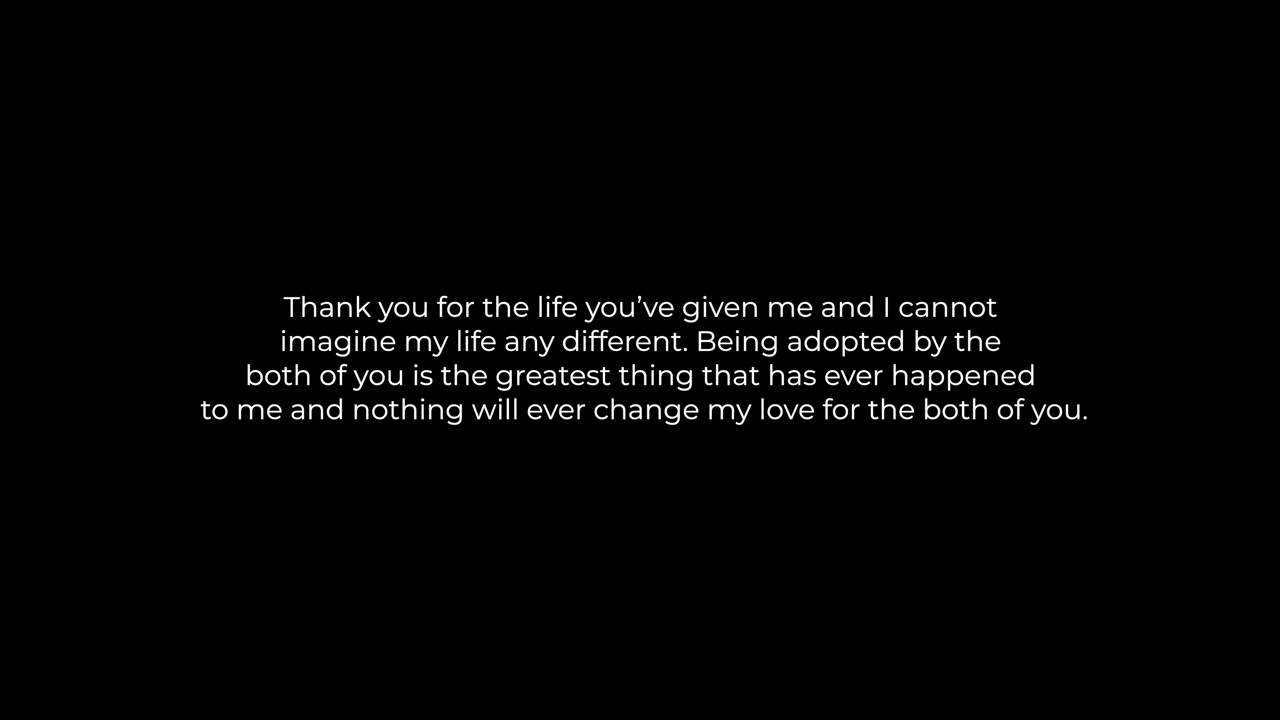 Thank you for the life you’ve given me and I cannot
imagine my life any different. Being adopted by the
both of you is the greatest thing that has ever happened
to me and nothing will ever change my love for the both of you.